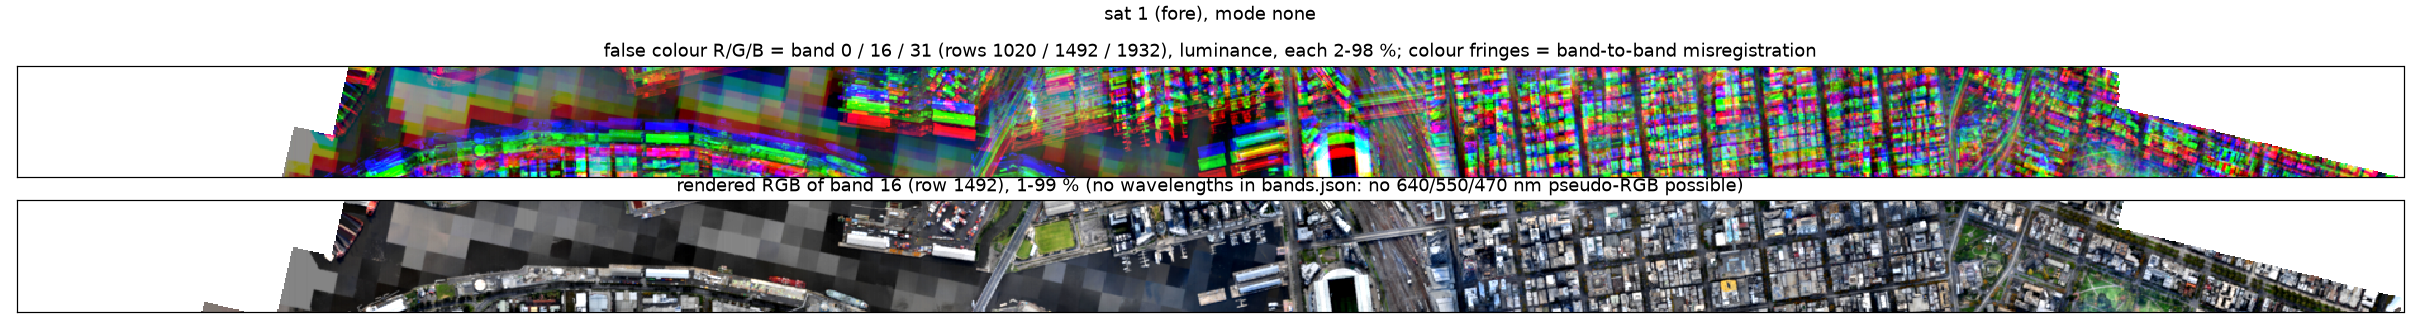 sat 1 (fore), mode none
false colour R/G/B = band 0 / 16 / 31 (rows 1020 / 1492 / 1932), luminance, each 2-98 %; colour fringes = band-to-band misregistration
rendered RGB of band 16 (row 1492), 1-99 % (no wavelengths in bands.json: no 640/550/470 nm pseudo-RGB possible)